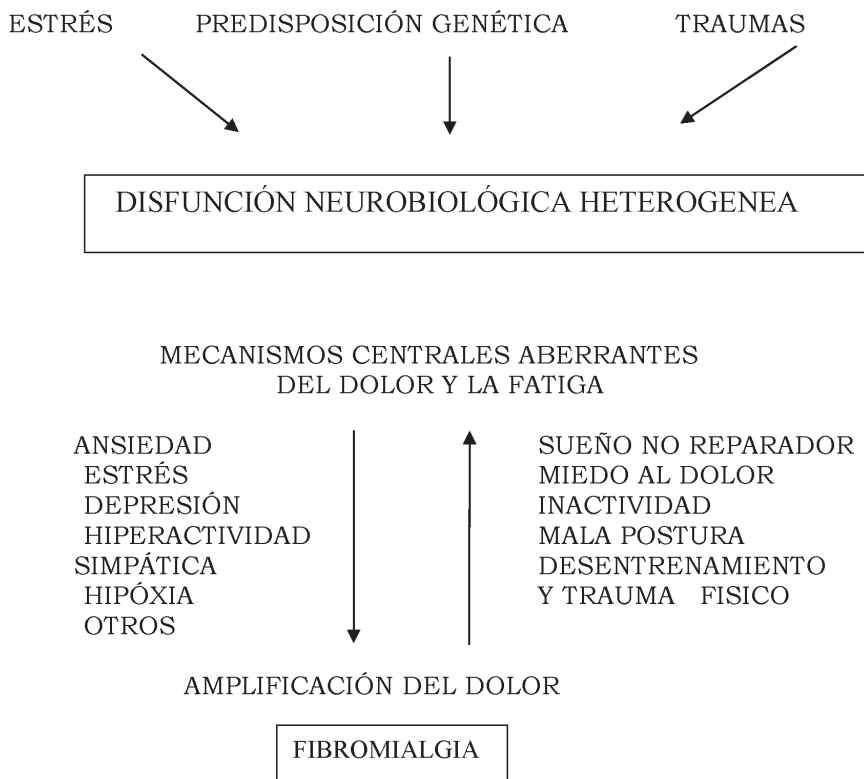 ESTRÉS PREDISPOSICIÓN GENÉTICA TRAUMAS
DISFUNCIÓN NEUROBIOLÓGICA HETEROGENEA
MECANISMOS CENTRALES ABERRANTES
DEL DOLOR Y LA FATIGA
ANSIEDAD
ESTRÉS
DEPRESIÓN
HIPERACTIVIDAD
SIMPÁTICA
HIPÓXIA
OTROS
SUEÑO NO REPARADOR
MIEDO AL DOLOR
INACTIVIDAD
MALA POSTURA
DESENTRENAMIENTO
Y TRAUMA FISICO
AMPLIFICACIÓN DEL DOLOR
FIBROMIALGIA